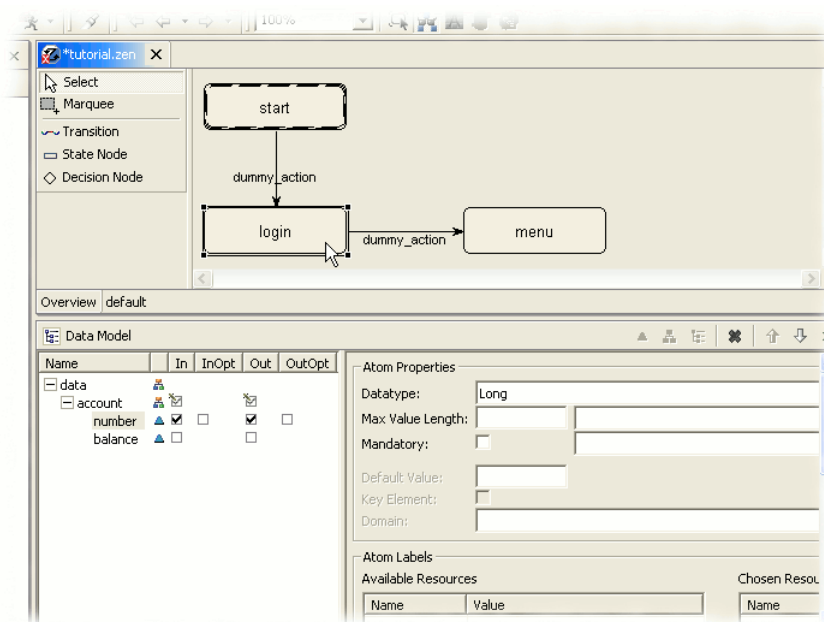 100%
*tutorial.zen
Select
Marquee
Transition
State Node
Decision Node
start
dummy_action
login
dummy_action
menu
Overview default
Data Model
Name In InOpt Out OutOpt
data
account
number
balance
Atom Properties
Datatype: Long
Max Value Length:
Mandatory:
Default Value:
Key Element:
Domain:
Atom Labels
Available Resources Chosen Resou
Name Value Name